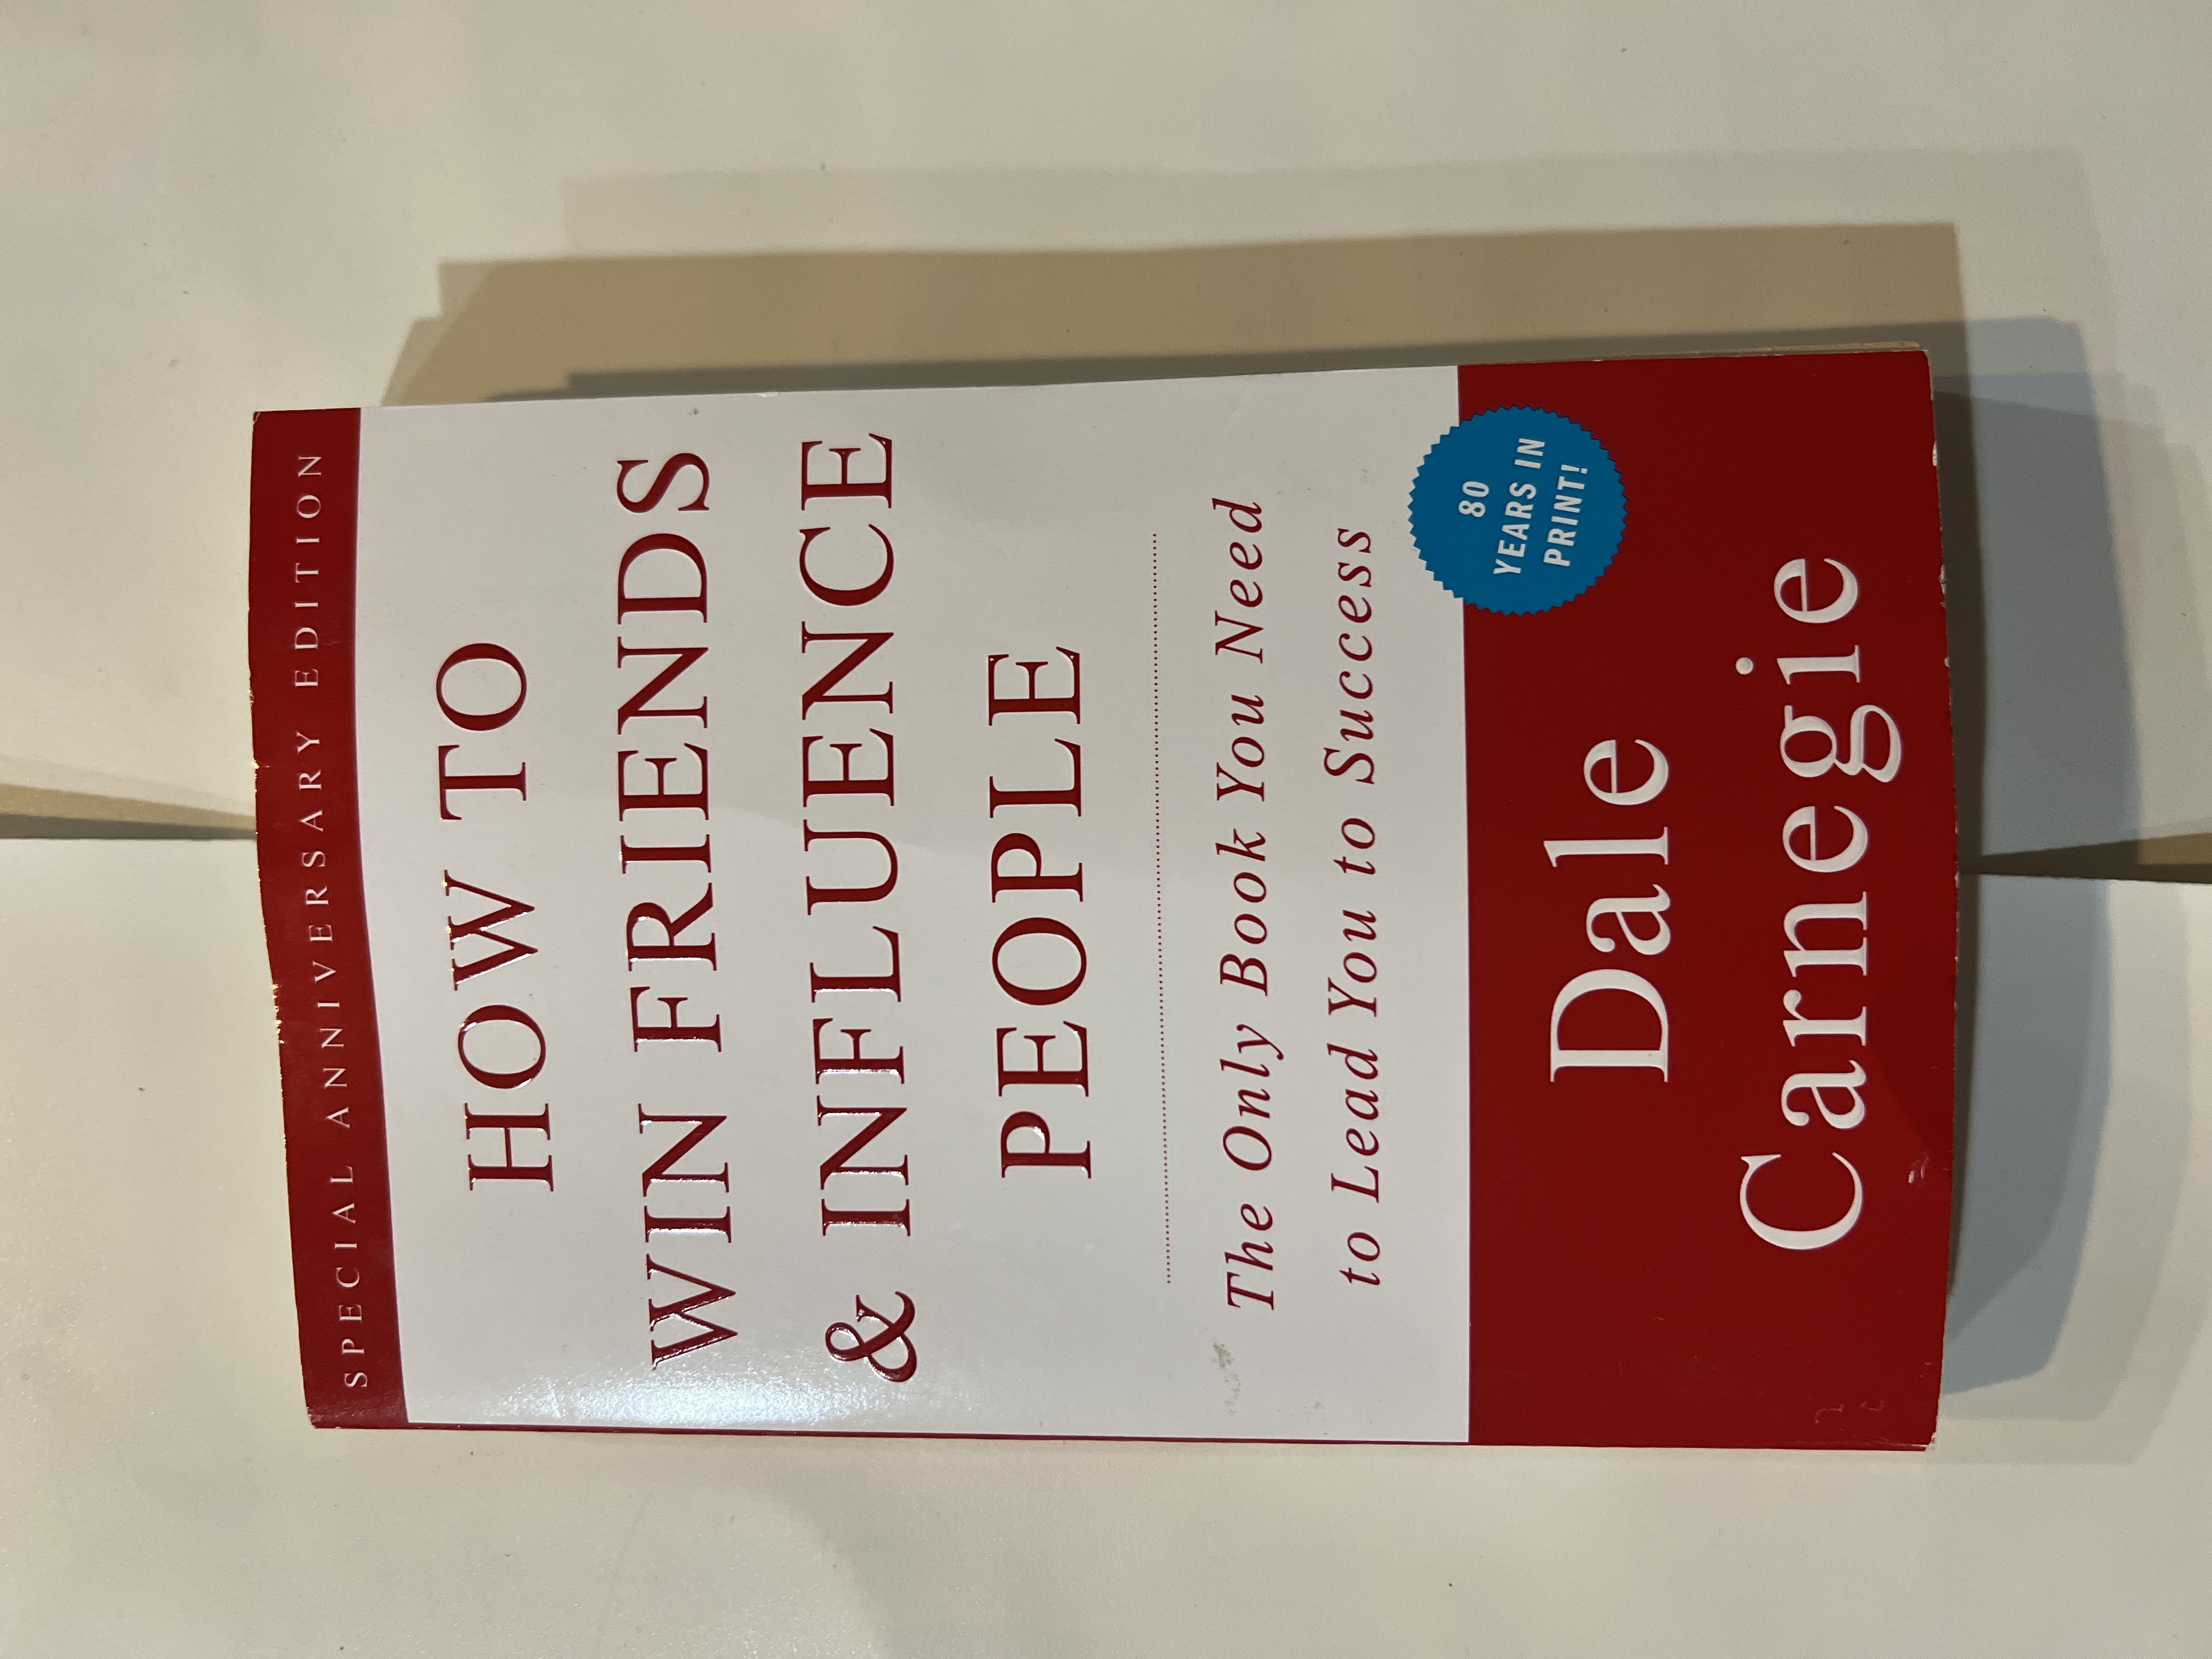 SPECIAL ANNIVERSARY EDITION
HOW TO
WIN FRIENDS
& INFLUENCE
PEOPLE
The Only Book You Need
to Lead You to Success
80
YEARS IN
PRINT!
Dale
Carnegie